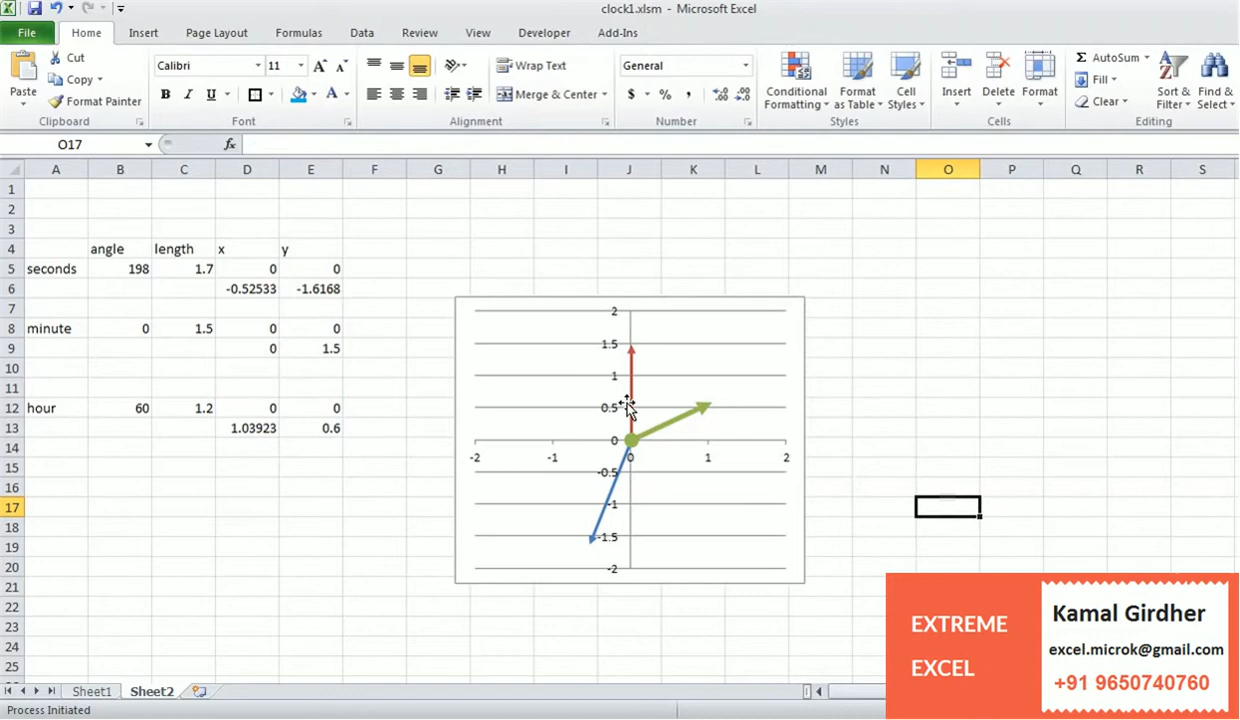 clock1.xlsm - Microsoft Excel
File Home Insert Page Layout Formulas Data Review View Developer Add-Ins
Paste Cut Copy Format Painter Clipboard
Calibri 11 A A B I U A Font
Wrap Text Merge & Center Alignment
General $ % , .0 .00 .00 .0 Number
Conditional Formatting Format as Table Cell Styles Styles
Insert Delete Format Cells
Σ AutoSum Fill Clear Sort & Filter Find & Select Editing
O17 fx
A B C D E F G H I J K L M N O P Q R S
1
2
3
4 angle length x y
5 seconds 198 1.7 0 0
6 -0.52533 -1.6168
7
8 minute 0 1.5 0 0
9 0 1.5
10
11
12 hour 60 1.2 0 0
13 1.03923 0.6
14
15
16
17
18
19
20
21
22
23
24
25
2
1.5
1
0.5
0
-2 -1 0 1 2
-0.5
-1
-1.5
-2
EXTREME
EXCEL
Kamal Girdher
excel.microk@gmail.com
+91 9650740760
Sheet1 Sheet2
Process Initiated